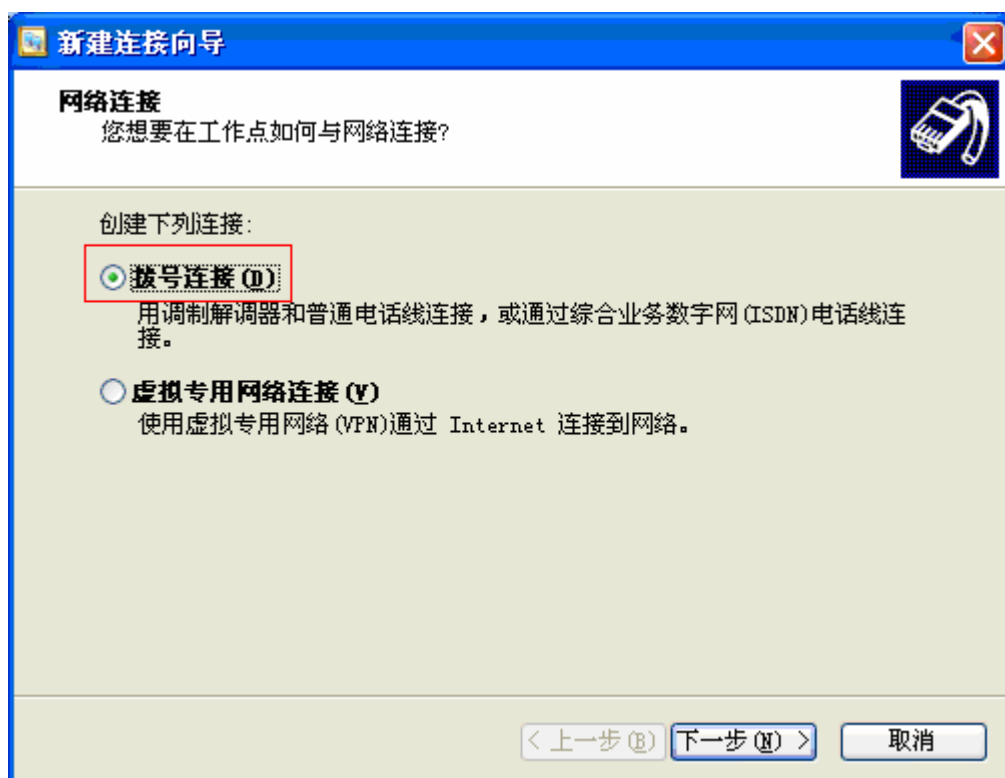 新建连接向导
网络连接
您想要在工作点如何与网络连接?
创建下列连接:
拨号连接(D)
用调制解调器和普通电话线连接，或通过综合业务数字网(ISDN)电话线连
接。
虚拟专用网络连接(V)
使用虚拟专用网络(VPN)通过 Internet 连接到网络。
< 上一步(B) 下一步(N) > 取消